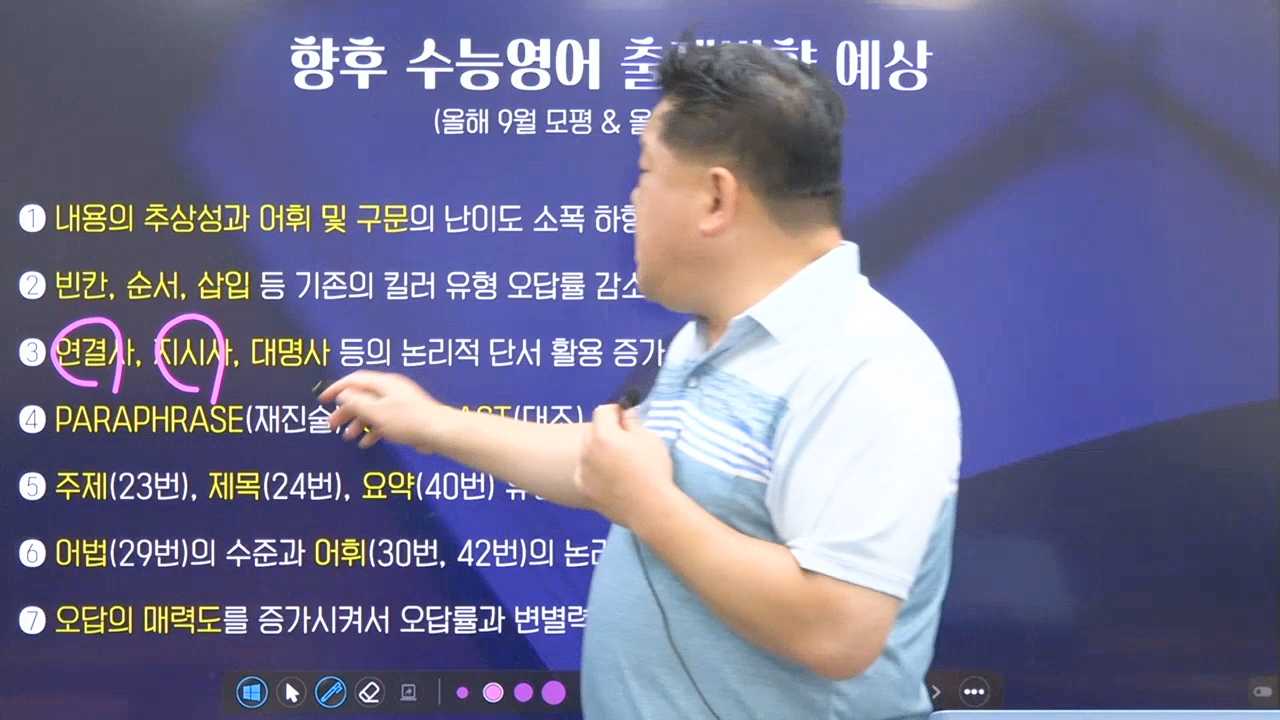 향후 수능영어 예상
(올해 9월 모평 &
① 내용의 추상성과 어휘 및 구문의 난이도 소폭
② 빈칸, 순서, 삽입 등 기존의 킬러 유형 오답률 감소
③ 연결사, 지시사, 대명사 등의 논리적 단서 활용 증가
④ PARAPHRASE(재진술) (대조)
⑤ 주제(23번), 제목(24번), 요약(40번)
⑥ 어법(29번)의 수준과 어휘(30번, 42번)의
⑦ 오답의 매력도를 증가시켜서 오답률과 변별력